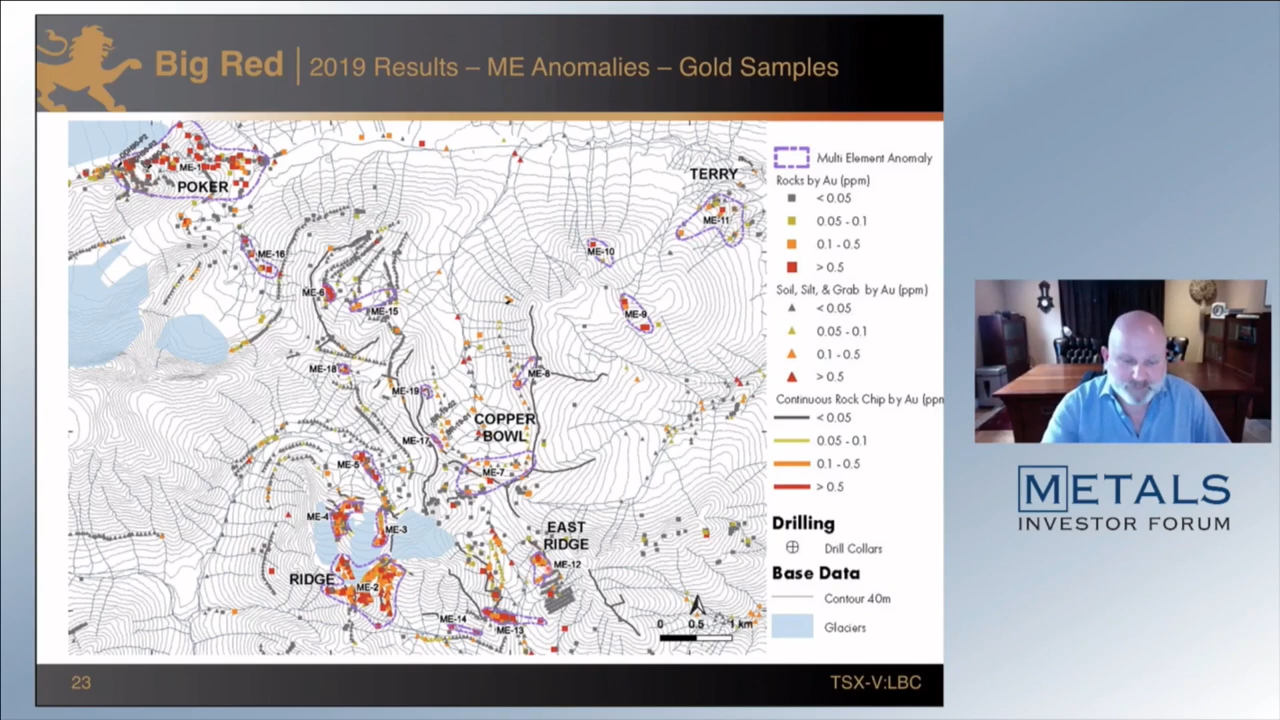 Big Red | 2019 Results – ME Anomalies – Gold Samples
ME-1
POKER
TERRY
ME-11
ME-16
ME-10
ME-6
ME-15
ME-9
ME-18
ME-8
ME-19
COPPER
BOWL
ME-17
ME-5
ME-7
ME-4
ME-3
EAST
RIDGE
ME-12
RIDGE
ME-2
ME-14
ME-13
0 0.5 1 km
Multi Element Anomaly
Rocks by Au (ppm)
< 0.05
0.05 - 0.1
0.1 - 0.5
> 0.5
Soil, Silt, & Grab by Au (ppm)
< 0.05
0.05 - 0.1
0.1 - 0.5
> 0.5
Continuous Rock Chip by Au (ppm
< 0.05
0.05 - 0.1
0.1 - 0.5
> 0.5
Drilling
Drill Collars
Base Data
Contour 40m
Glaciers
23
TSX-V:LBC
METALS
INVESTOR FORUM